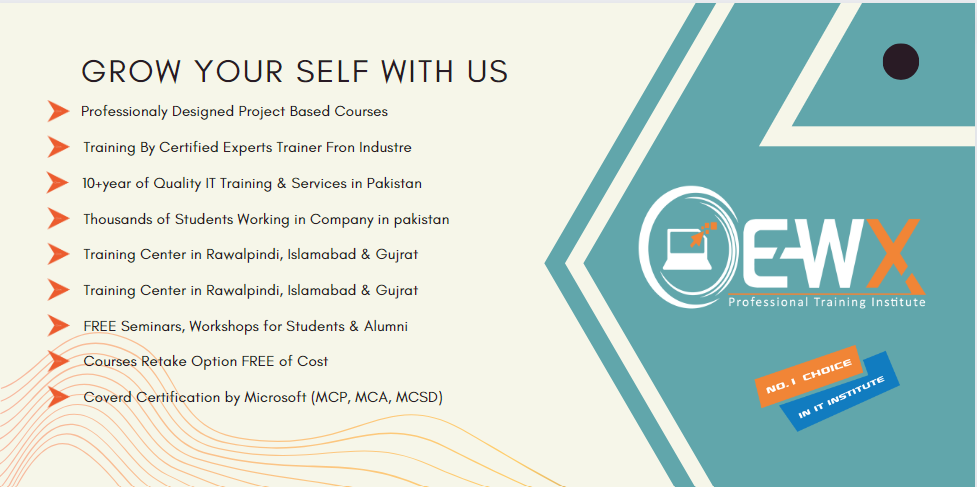 GROW YOUR SELF WITH US
Professionaly Designed Project Based Courses
Training By Certified Experts Trainer Fron Industre
10+year of Quality IT Training & Services in Pakistan
Thousands of Students Working in Company in pakistan
Training Center in Rawalpindi, Islamabad & Gujrat
Training Center in Rawalpindi, Islamabad & Gujrat
FREE Seminars, Workshops for Students & Alumni
Courses Retake Option FREE of Cost
Coverd Certification by Microsoft (MCP, MCA, MCSD)
E-WX
Professional Training Institute
NO. 1 CHOICE
IN IT INSTITUTE